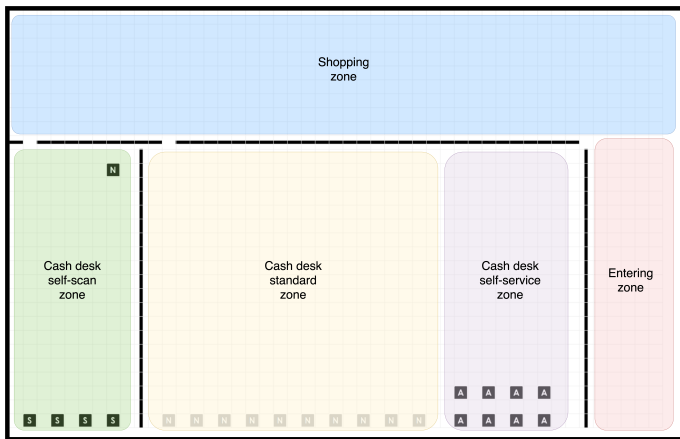 Shopping
zone
N
Cash desk
self-scan
zone
Cash desk
standard
zone
Cash desk
self-service
zone
Entering
zone
A A A A
S S S S
N N N N N N N N N N
A A A A